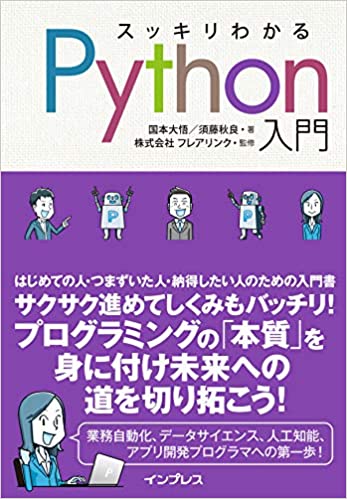 スッキリわかる
Python
入門
国本大悟/須藤秋良・著
株式会社 フレアリンク・監修
P
P
はじめての人・つまずいた人・納得したい人のための入門書
サクサク進めてしくみもバッチリ!
プログラミングの「本質」を
身に付け未来への
道を切り拓こう!
業務自動化、データサイエンス、人工知能、
アプリ開発プログラマへの第一歩!
P
インプレス